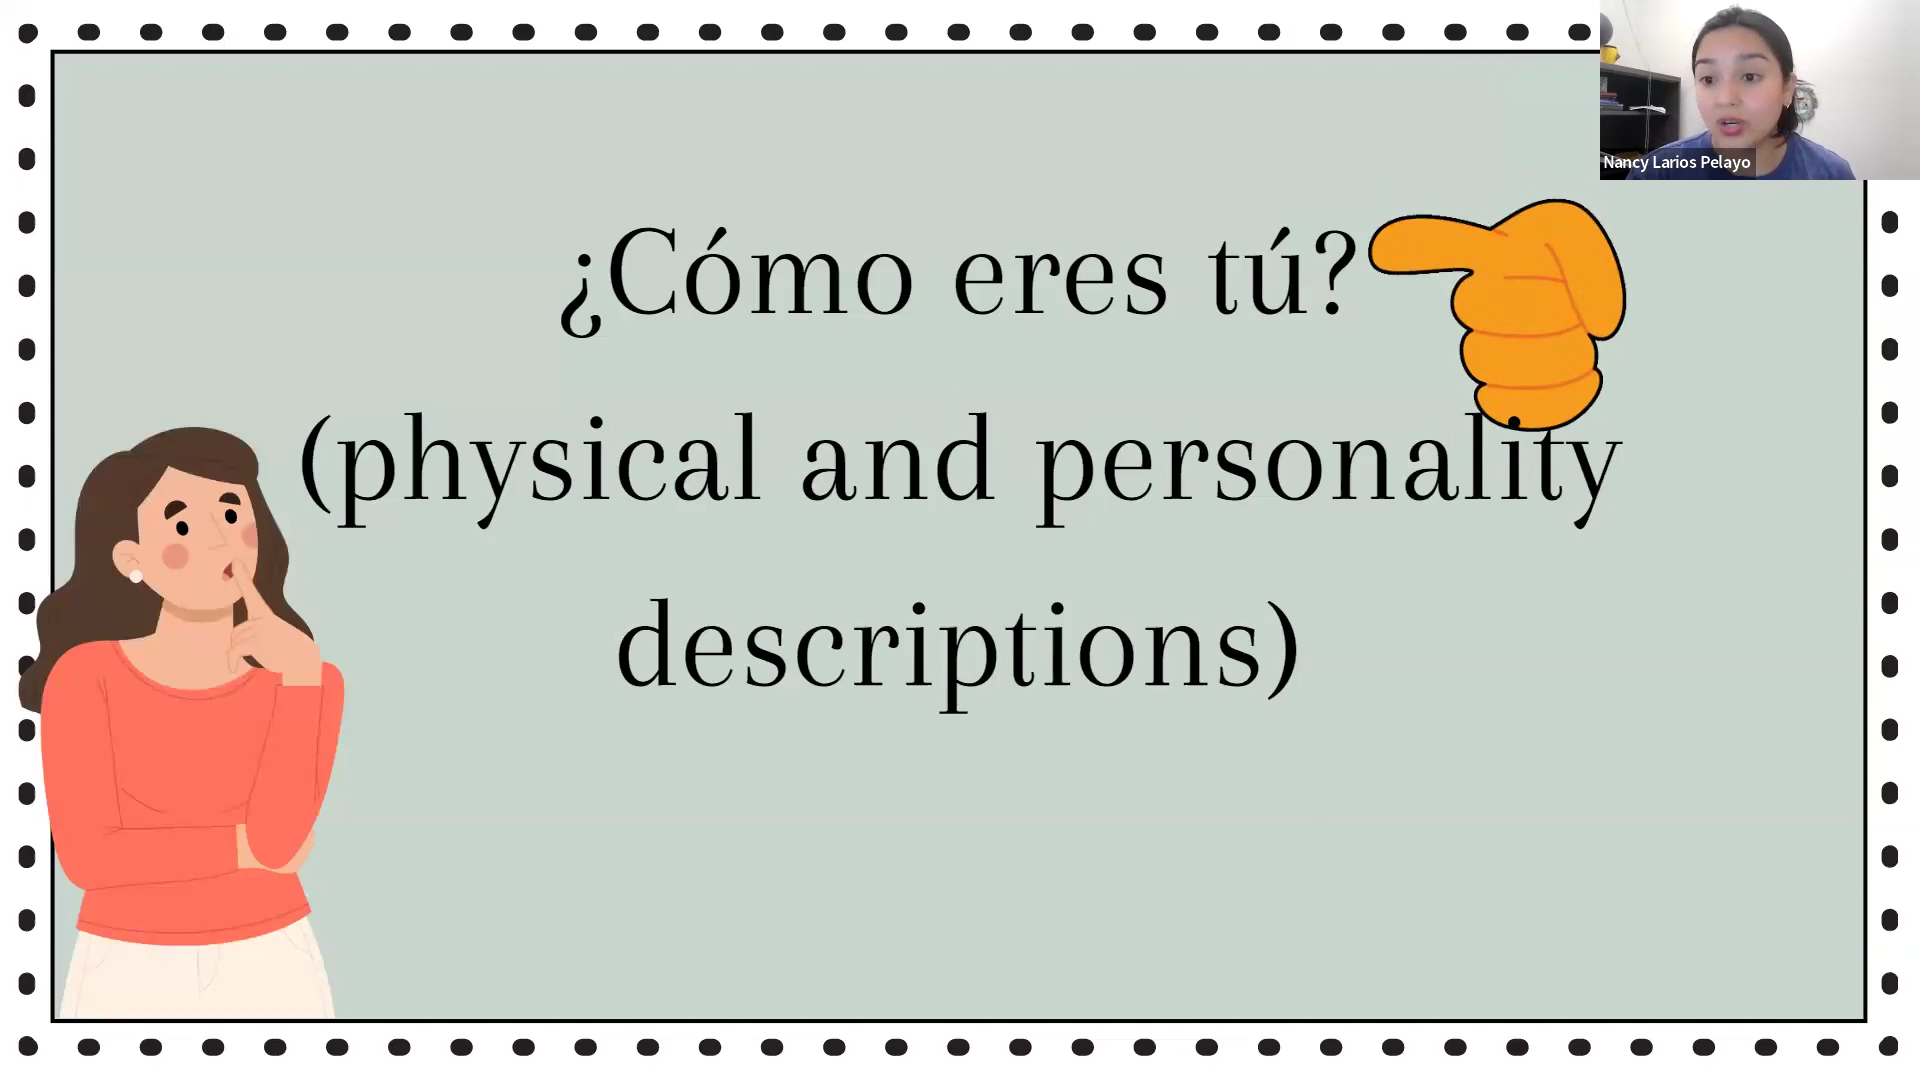 Nancy Larios Pelayo
¿Cómo eres tú?
(physical and personality
descriptions)